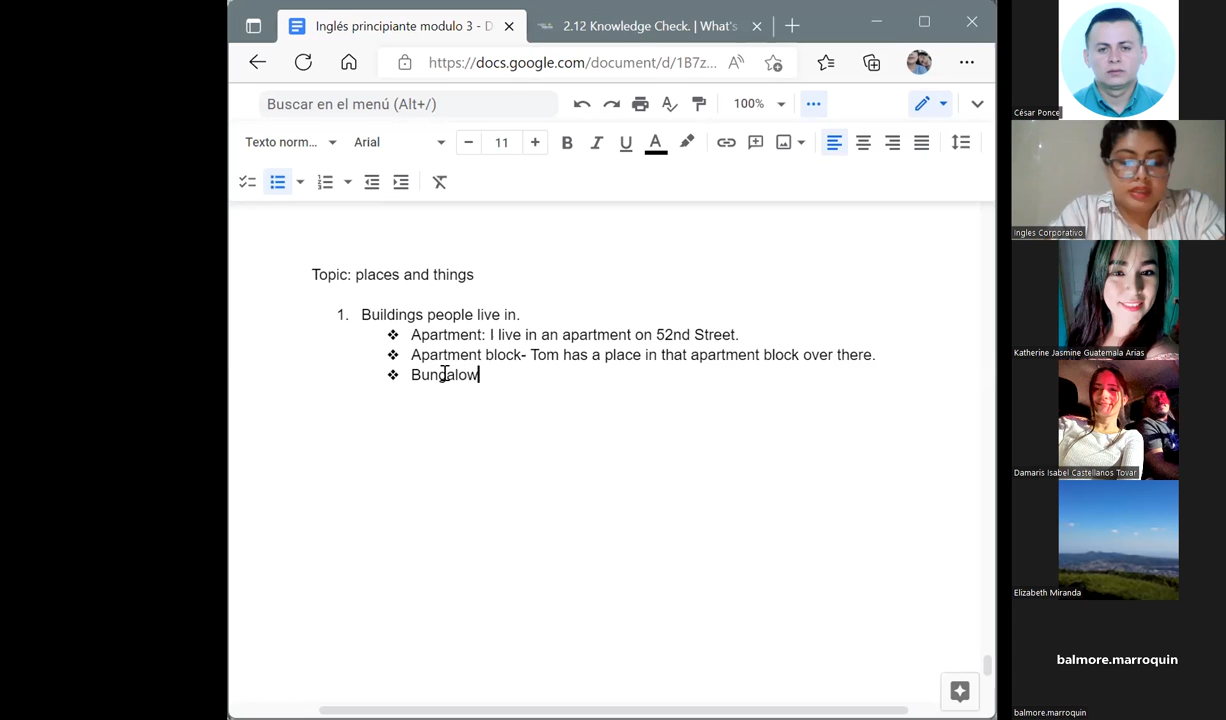 Inglés principiante modulo 3 - D
2.12 Knowledge Check. | What's
https://docs.google.com/document/d/1B7z...
Buscar en el menú (Alt+/)
100%
Texto norm...
Arial
11
Topic: places and things
1. Buildings people live in.
❖ Apartment: I live in an apartment on 52nd Street.
❖ Apartment block- Tom has a place in that apartment block over there.
❖ Bungalow
César Ponce
Ingles Corporativo
Katherine Jasmine Guatemala Arias
Damaris Isabel Castellanos Tovar
Elizabeth Miranda
balmore.marroquin
balmore.marroquin